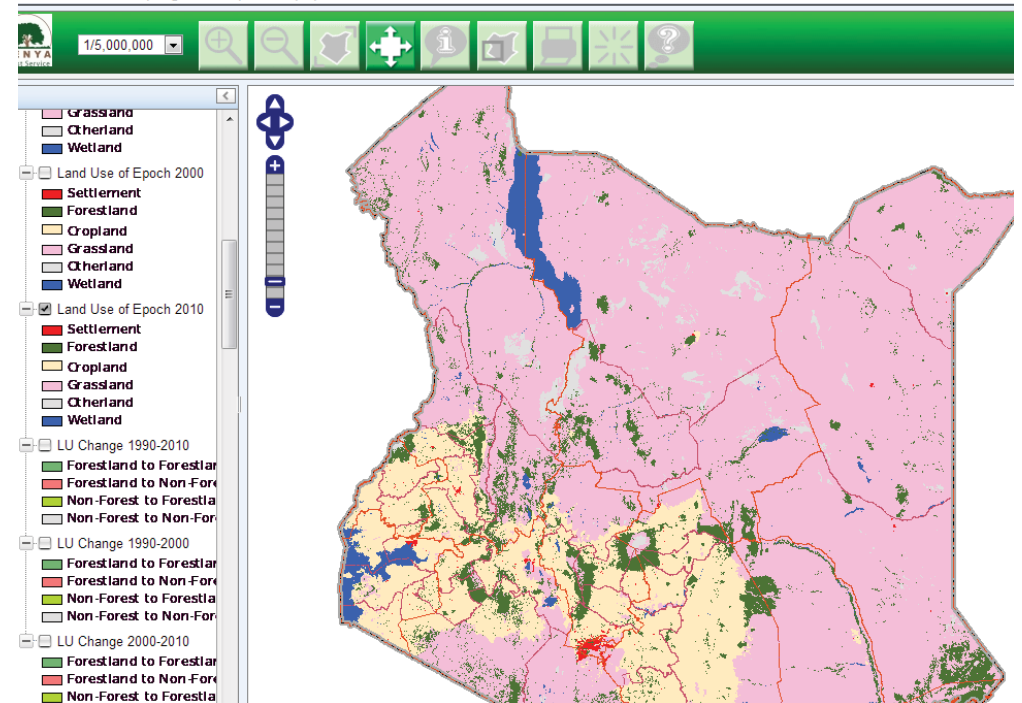 1/5,000,000
Grassland
Otherland
Wetland
Land Use of Epoch 2000
Settlement
Forestland
Cropland
Grassland
Otherland
Wetland
Land Use of Epoch 2010
Settlement
Forestland
Cropland
Grassland
Otherland
Wetland
LU Change 1990-2010
Forestland to Forestlan
Forestland to Non-Fore
Non-Forest to Forestla
Non-Forest to Non-For
LU Change 1990-2000
Forestland to Forestlan
Forestland to Non-Fore
Non-Forest to Forestla
Non-Forest to Non-For
LU Change 2000-2010
Forestland to Forestlan
Forestland to Non-Fore
Non-Forest to Forestla